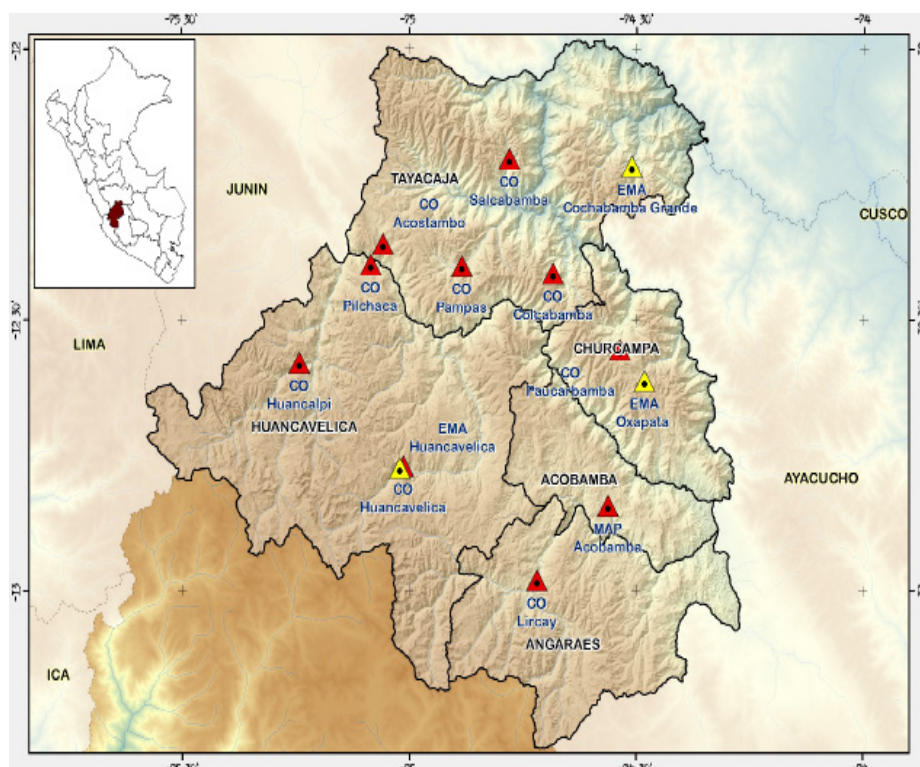 -75 30'
-75
-74 30'
-74
-12
JUNIN
TAYACAJA
CO
Salcabamba
EMA
Cochabamba Grande
CO
Acostambo
CUSCO
CO
Pilchaca
CO
Pampas
CO
Colcabamba
LIMA
CHURCAMPA
CO
Paucarbamba
CO
Huancalpi
EMA
Oxapata
HUANCAVELICA
EMA
Huancavelica
ACOBAMBA
AYACUCHO
CO
Huancavelica
MAP
Acobamba
-13
CO
Lircay
ANGARAES
ICA